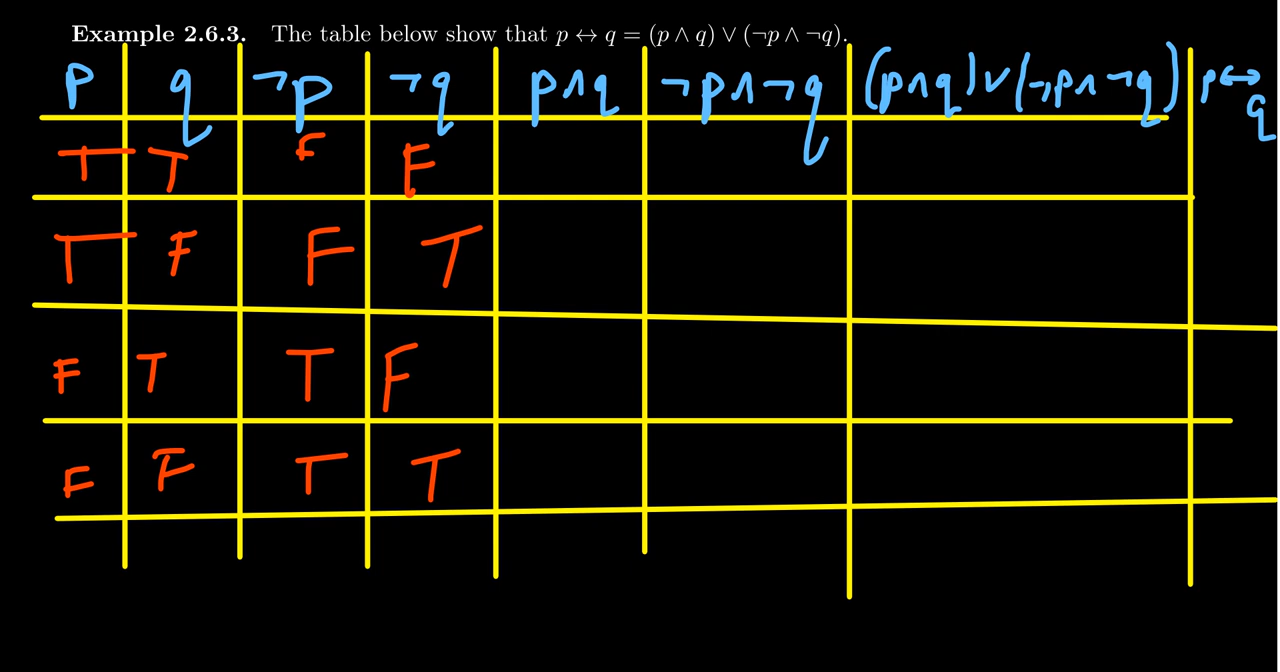 Example 2.6.3. The table below show that p ↔ q = (p ∧ q) ∨ (¬p ∧ ¬q).
p q ¬p ¬q p∧q ¬p∧¬q (p∧q)∨(¬p∧¬q) p↔q
T T F F
T F F T
F T T F
F F T T